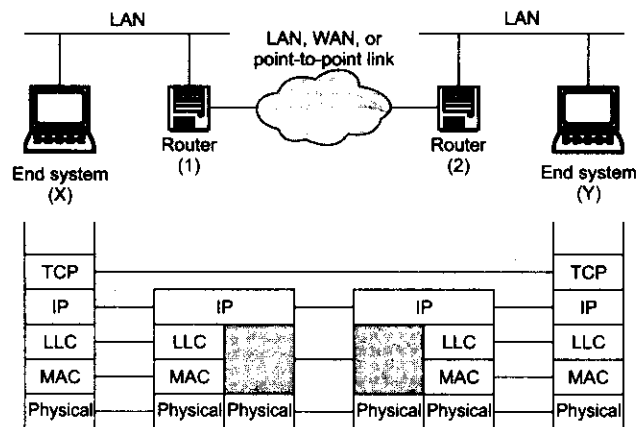 LAN
LAN
LAN, WAN, or
point-to-point link
Router
(1)
Router
(2)
End system
(X)
End system
(Y)
TCP
TCP
IP
IP
IP
IP
LLC
LLC
LLC
LLC
MAC
MAC
MAC
MAC
Physical
Physical
Physical
Physical
Physical
Physical